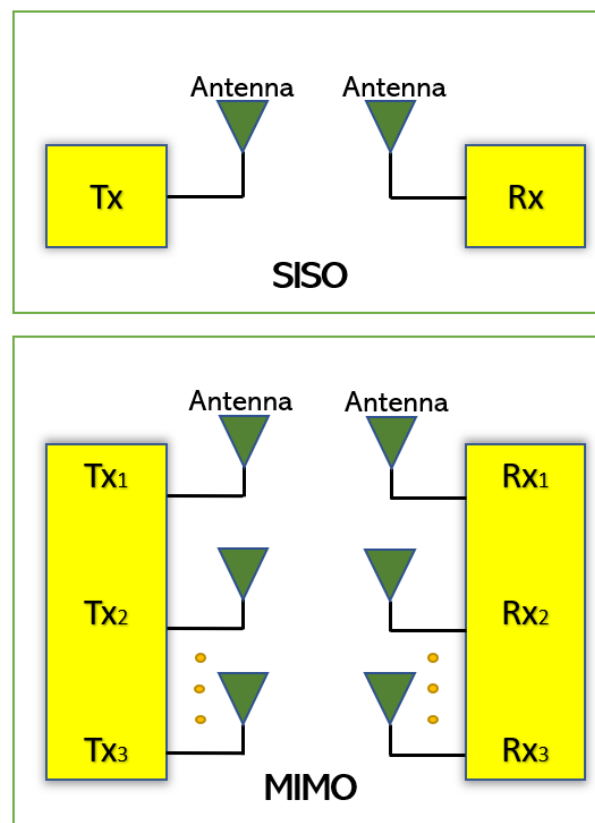 Antenna Antenna
Tx Rx
SISO
Antenna Antenna
Tx1 Rx1
Tx2 Rx2
Tx3 Rx3
MIMO